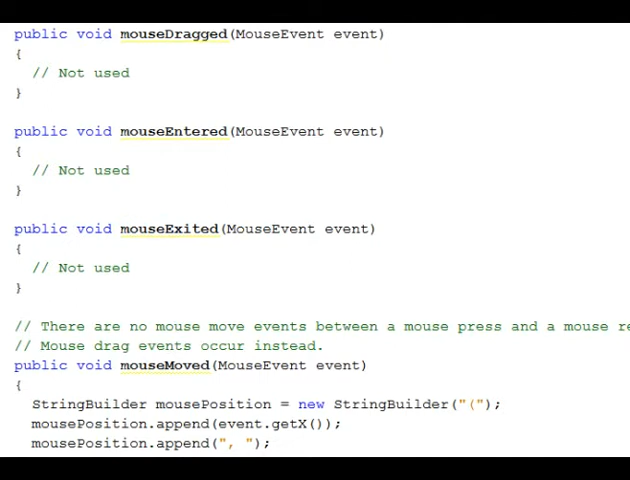 public void mouseDragged(MouseEvent event)
{
// Not used
}
public void mouseEntered(MouseEvent event)
{
// Not used
}
public void mouseExited(MouseEvent event)
{
// Not used
}
// There are no mouse move events between a mouse press and a mouse re
// Mouse drag events occur instead.
public void mouseMoved(MouseEvent event)
{
StringBuilder mousePosition = new StringBuilder("(");
mousePosition.append(event.getX());
mousePosition.append(", ");